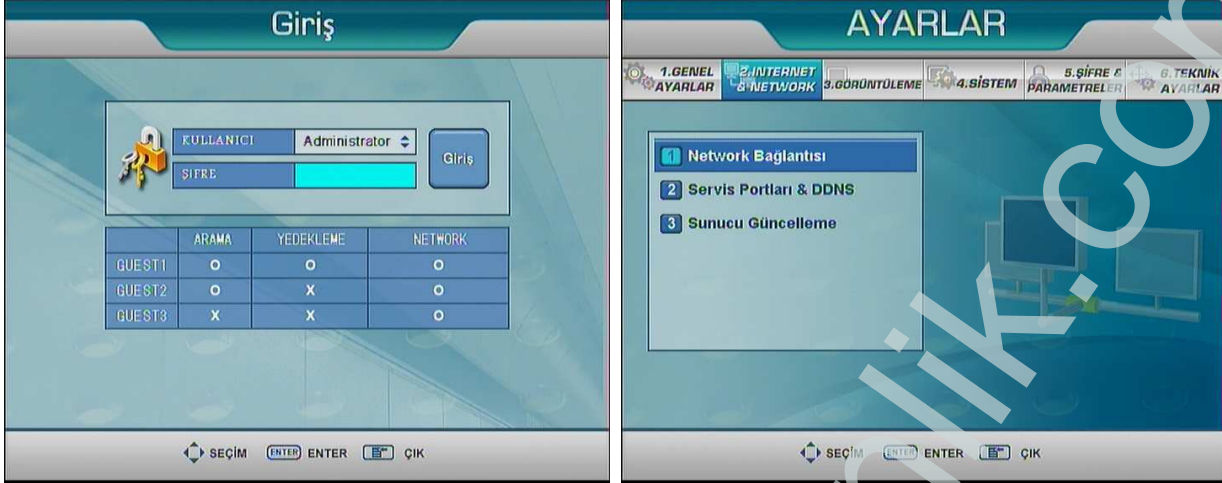 Giriş
KULLANICI Administrator
ŞIFRE
Giriş
ARAMA YEDEKLEME NETWORK
GUEST1 O O O
GUEST2 O X O
GUEST3 X X O
SEÇİM ENTER ENTER ÇIK
AYARLAR
1.GENEL AYARLAR
2.INTERNET & NETWORK
3.GÖRÜNTÜLEME
4.SİSTEM
5.ŞİFRE & PARAMETRELER
6.TEKNİK AYARLAR
1 Network Bağlantısı
2 Servis Portları & DDNS
3 Sunucu Güncelleme
SEÇİM ENTER ENTER ÇIK
nlik.com